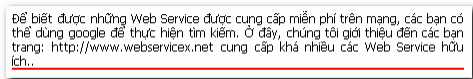 Để biết được những Web Service được cung cấp miễn phí trên mạng, các bạn có
thể dùng google để thực hiện tìm kiếm. Ở đây, chúng tôi giới thiệu đến các bạn
trang: http://www.webservicex.net cung cấp khá nhiều các Web Service hữu
ích..